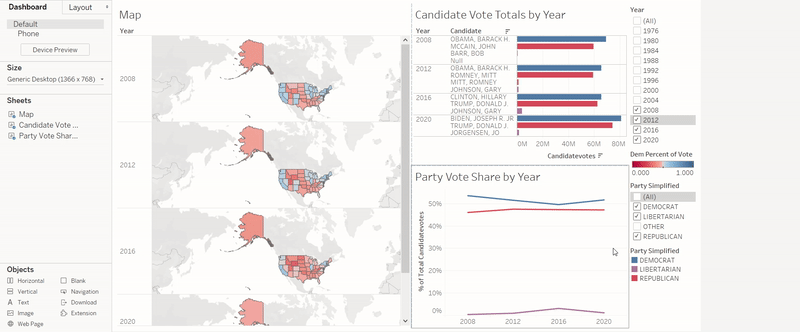 Dashboard
Layout
Default
Phone
Device Preview
Size
Generic Desktop (1366 x 768)
Sheets
Map
Candidate Vote ...
Party Vote Shar...
Objects
Horizontal
Blank
Vertical
Navigation
Text
Download
Image
Extension
Web Page
Map
Year
2008
2012
2016
2020
Candidate Vote Totals by Year
Year
Candidate
2008
OBAMA, BARACK H.
MCCAIN, JOHN
BARR, BOB
Null
2012
OBAMA, BARACK H.
ROMNEY, MITT
MITT, ROMNEY
JOHNSON, GARY
2016
CLINTON, HILLARY
TRUMP, DONALD J.
JOHNSON, GARY
2020
BIDEN, JOSEPH R. JR
TRUMP, DONALD J.
JORGENSEN, JO
0M 20M 40M 60M 80M
Candidatevotes
Party Vote Share by Year
% of Total Candidatevotes
50%
40%
30%
20%
10%
0%
2008 2012 2016 2020
Year
(All)
1976
1980
1984
1988
1992
1996
2000
2004
2008
2012
2016
2020
Dem Percent of Vote
0.000 1.000
Party Simplified
(All)
DEMOCRAT
LIBERTARIAN
OTHER
REPUBLICAN
Party Simplified
DEMOCRAT
LIBERTARIAN
REPUBLICAN